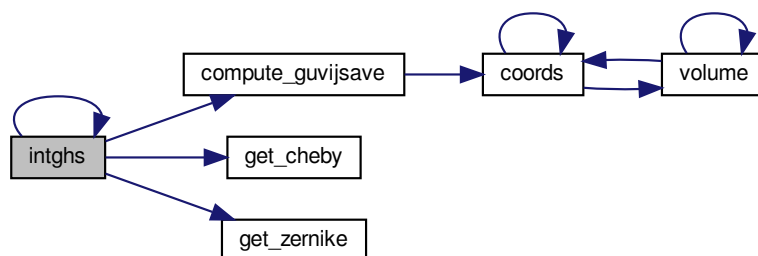 compute_guvijsave
coords
volume
intghs
get_cheby
get_zernike